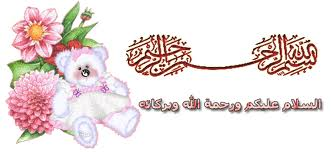 بسم الله الرحمن الرحيم
السلام عليكم ورحمة الله وبركاته